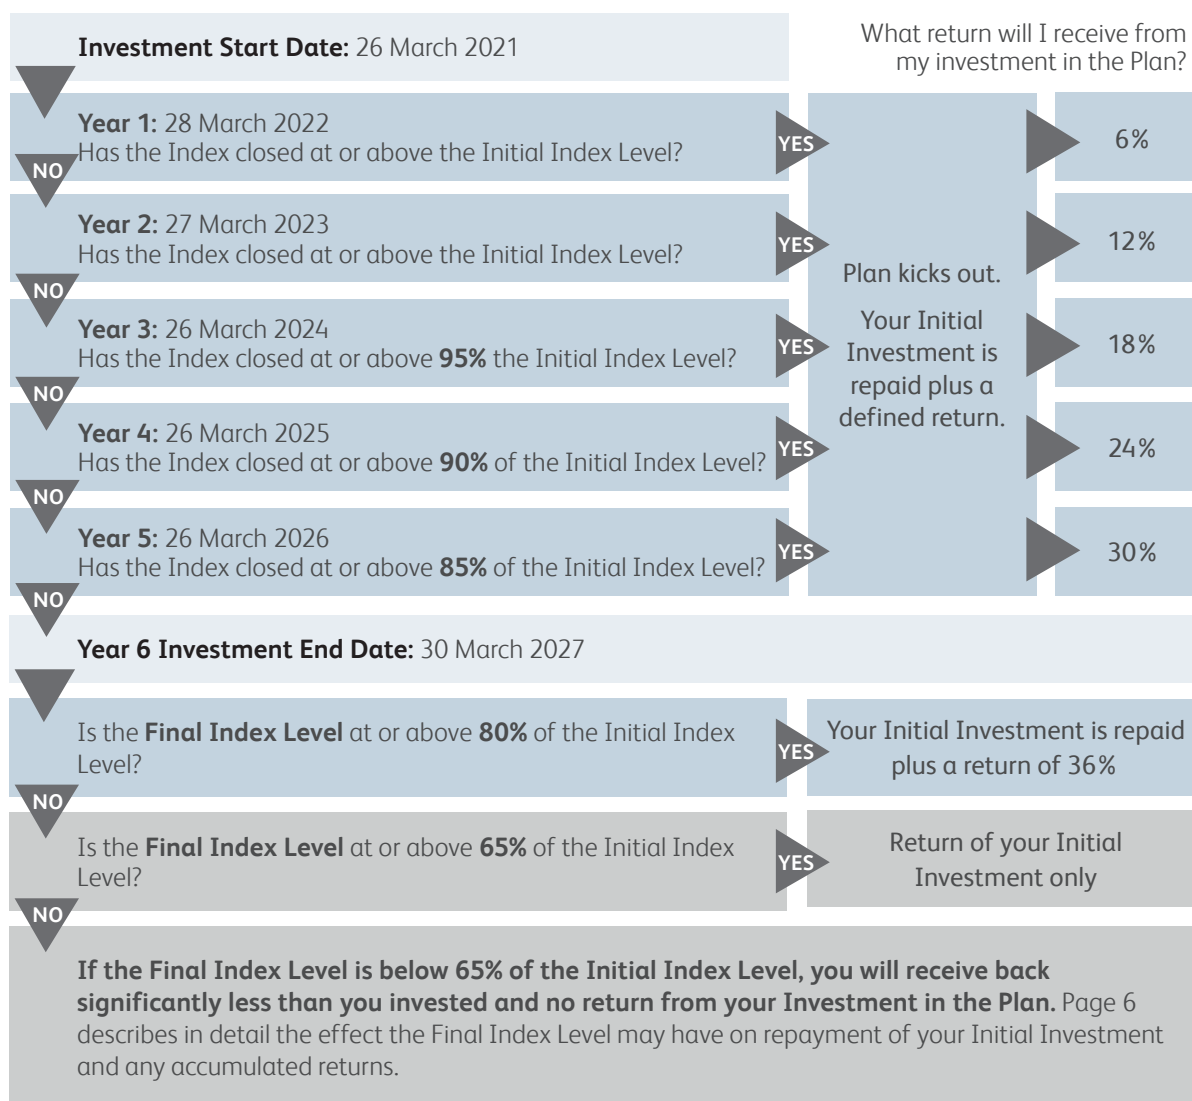 Investment Start Date: 26 March 2021
What return will I receive from
my investment in the Plan?
Year 1: 28 March 2022
Has the Index closed at or above the Initial Index Level?
YES
6%
NO
Year 2: 27 March 2023
Has the Index closed at or above the Initial Index Level?
YES
12%
NO
Year 3: 26 March 2024
Has the Index closed at or above 95% the Initial Index Level?
YES
18%
NO
Year 4: 26 March 2025
Has the Index closed at or above 90% of the Initial Index Level?
YES
24%
NO
Year 5: 26 March 2026
Has the Index closed at or above 85% of the Initial Index Level?
YES
30%
NO
Plan kicks out.
Your Initial
Investment is
repaid plus a
defined return.
Year 6 Investment End Date: 30 March 2027
Is the Final Index Level at or above 80% of the Initial Index
Level?
YES
Your Initial Investment is repaid
plus a return of 36%
NO
Is the Final Index Level at or above 65% of the Initial Index
Level?
YES
Return of your Initial
Investment only
NO
If the Final Index Level is below 65% of the Initial Index Level, you will receive back
significantly less than you invested and no return from your Investment in the Plan. Page 6
describes in detail the effect the Final Index Level may have on repayment of your Initial Investment
and any accumulated returns.